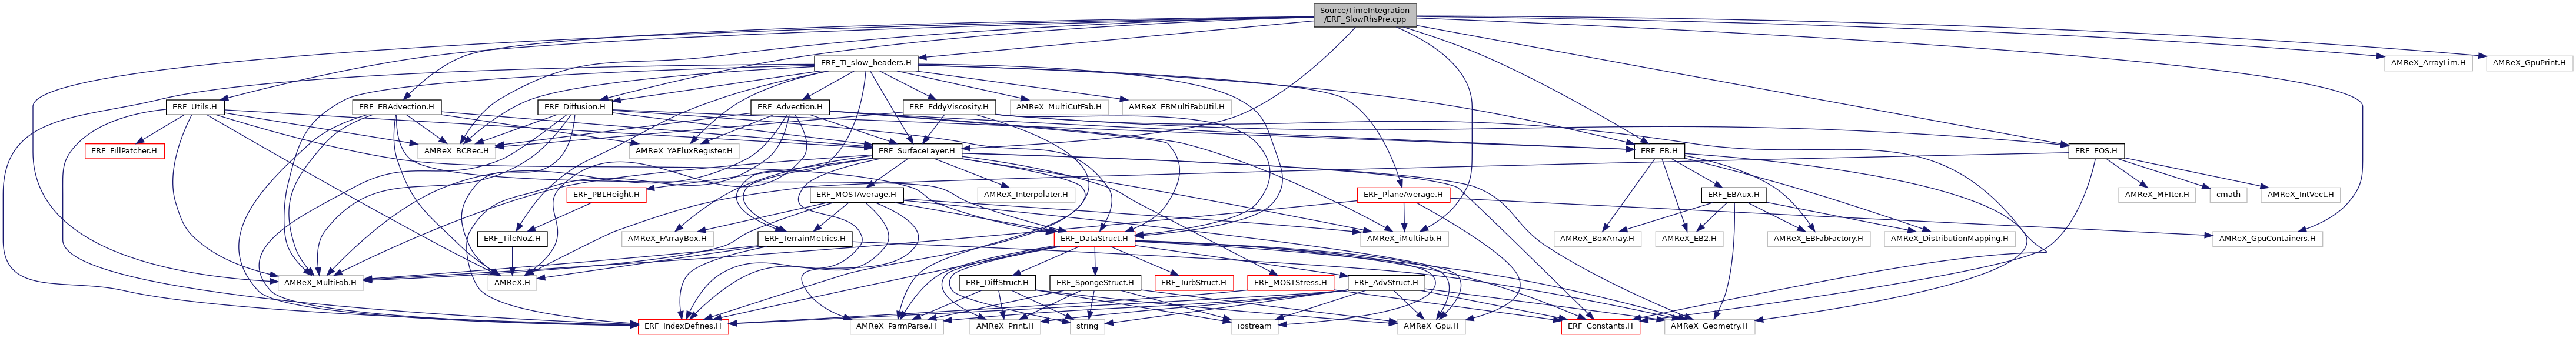 Source/TimeIntegration
/ERF_SlowRhsPre.cpp
ERF_TI_slow_headers.H
AMReX_ArrayLim.H
AMReX_GpuPrint.H
ERF_Utils.H
ERF_EBAdvection.H
ERF_Diffusion.H
ERF_Advection.H
ERF_EddyViscosity.H
AMReX_MultiCutFab.H
AMReX_EBMultiFabUtil.H
ERF_FillPatcher.H
AMReX_BCRec.H
AMReX_YAFluxRegister.H
ERF_SurfaceLayer.H
ERF_EB.H
ERF_EOS.H
ERF_PBLHeight.H
ERF_MOSTAverage.H
AMReX_Interpolater.H
ERF_PlaneAverage.H
ERF_EBAux.H
AMReX_MFIter.H
cmath
AMReX_IntVect.H
ERF_TileNoZ.H
AMReX_FArrayBox.H
ERF_TerrainMetrics.H
ERF_DataStruct.H
AMReX_iMultiFab.H
AMReX_BoxArray.H
AMReX_EB2.H
AMReX_EBFabFactory.H
AMReX_DistributionMapping.H
AMReX_GpuContainers.H
AMReX_MultiFab.H
AMReX.H
ERF_DiffStruct.H
ERF_SpongeStruct.H
ERF_TurbStruct.H
ERF_MOSTStress.H
ERF_AdvStruct.H
ERF_IndexDefines.H
AMReX_ParmParse.H
AMReX_Print.H
string
iostream
AMReX_Gpu.H
ERF_Constants.H
AMReX_Geometry.H